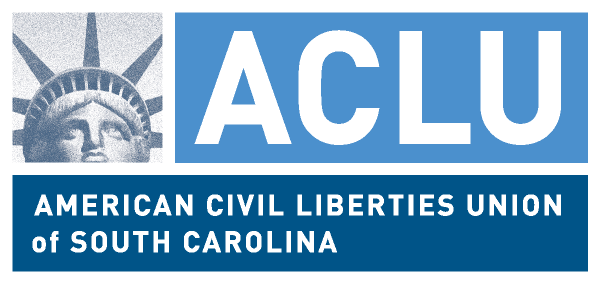 ACLU
AMERICAN CIVIL LIBERTIES UNION
of SOUTH CAROLINA